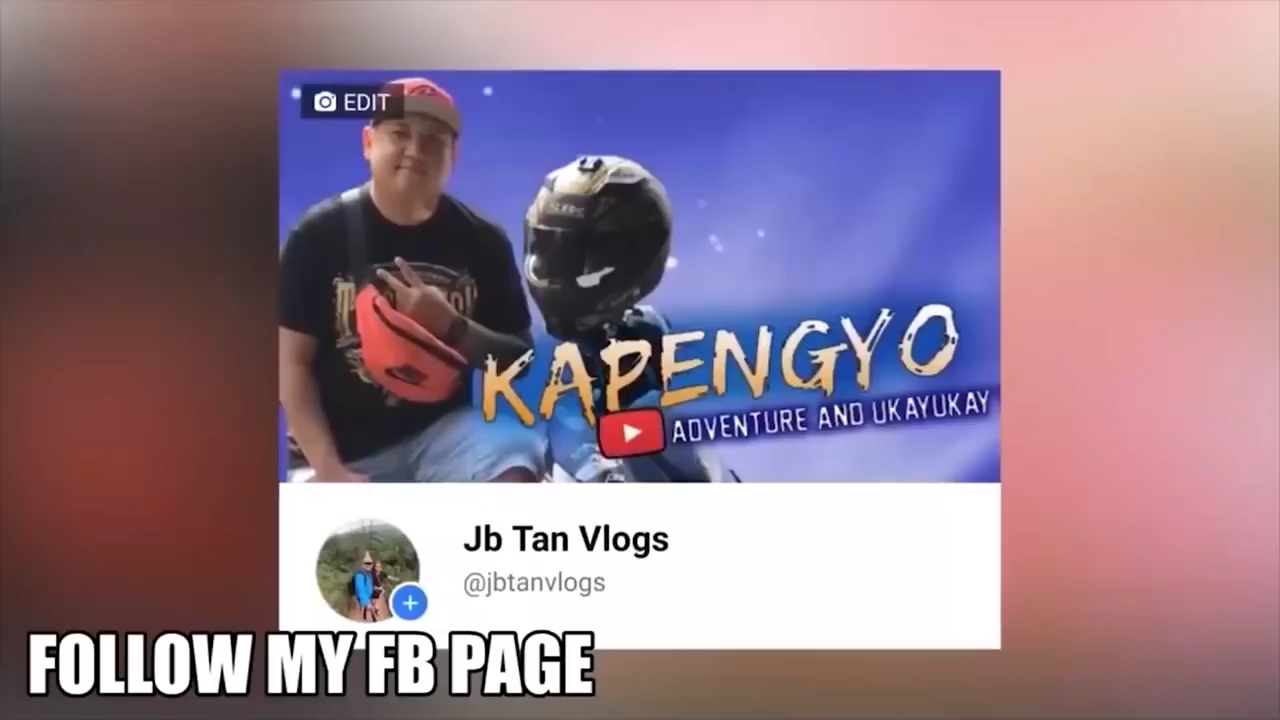 EDIT
KAPENGYO
ADVENTURE AND UKAYUKAY
Jb Tan Vlogs
@jbtanvlogs
FOLLOW MY FB PAGE